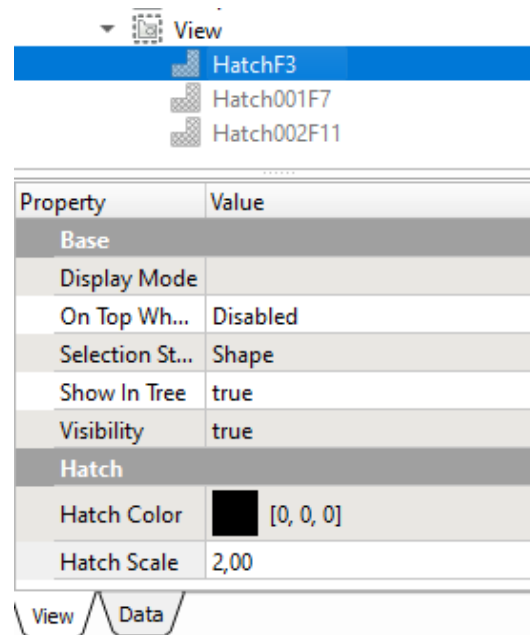 View
HatchF3
Hatch001F7
Hatch002F11
Property Value
Base
Display Mode
On Top Wh... Disabled
Selection St... Shape
Show In Tree true
Visibility true
Hatch
Hatch Color [0, 0, 0]
Hatch Scale 2,00
View Data